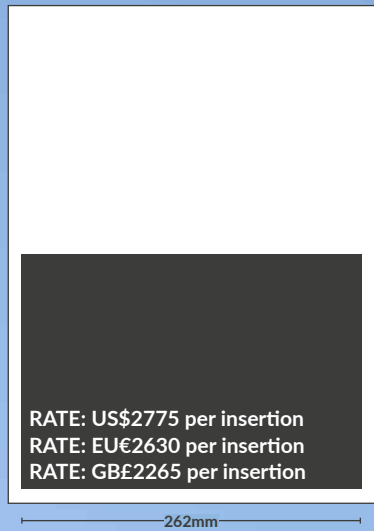 RATE: US$2775 per insertion
RATE: EU€2630 per insertion
RATE: GB£2265 per insertion
262mm